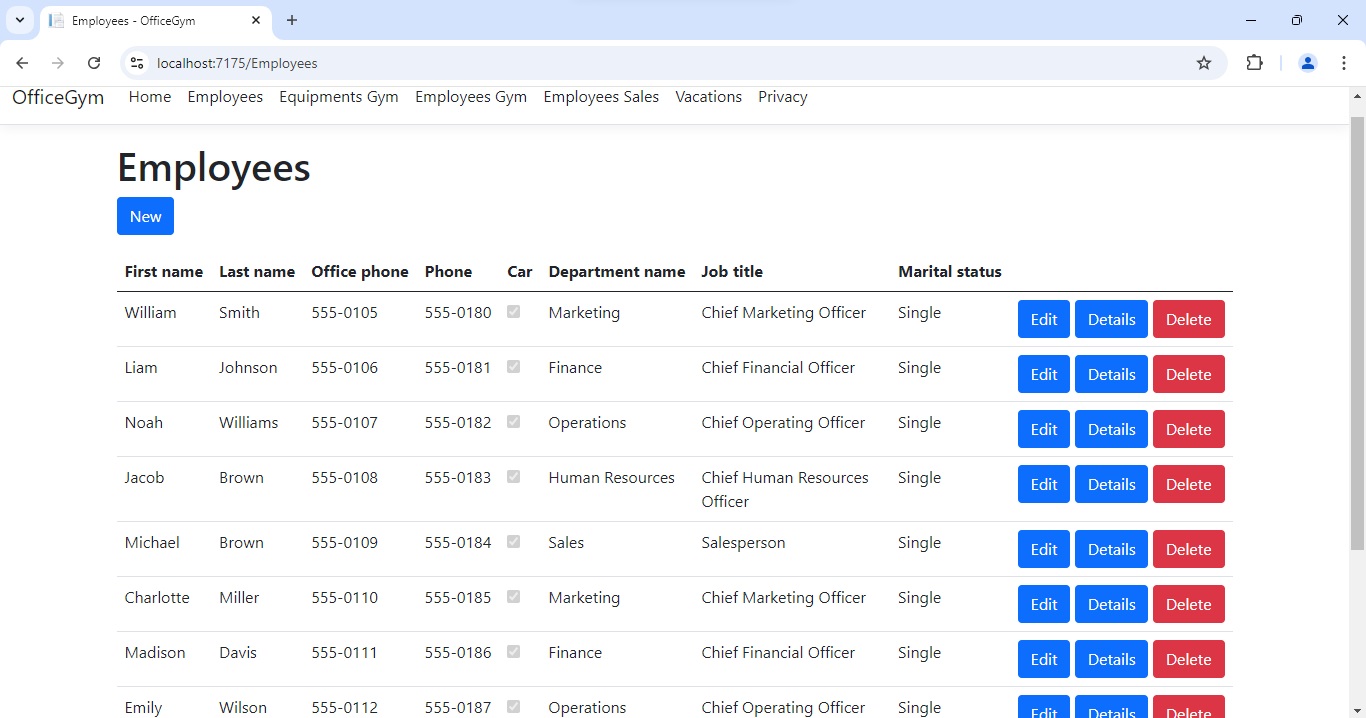 Employees - OfficeGym
localhost:7175/Employees
OfficeGym Home Employees Equipments Gym Employees Gym Employees Sales Vacations Privacy
Employees
New
First name Last name Office phone Phone Car Department name Job title Marital status
William Smith 555-0105 555-0180 Marketing Chief Marketing Officer Single Edit Details Delete
Liam Johnson 555-0106 555-0181 Finance Chief Financial Officer Single Edit Details Delete
Noah Williams 555-0107 555-0182 Operations Chief Operating Officer Single Edit Details Delete
Jacob Brown 555-0108 555-0183 Human Resources Chief Human Resources Single Edit Details Delete
Officer
Michael Brown 555-0109 555-0184 Sales Salesperson Single Edit Details Delete
Charlotte Miller 555-0110 555-0185 Marketing Chief Marketing Officer Single Edit Details Delete
Madison Davis 555-0111 555-0186 Finance Chief Financial Officer Single Edit Details Delete
Emily Wilson 555-0112 555-0187 Operations Chief Operating Officer Single Edit Details Delete